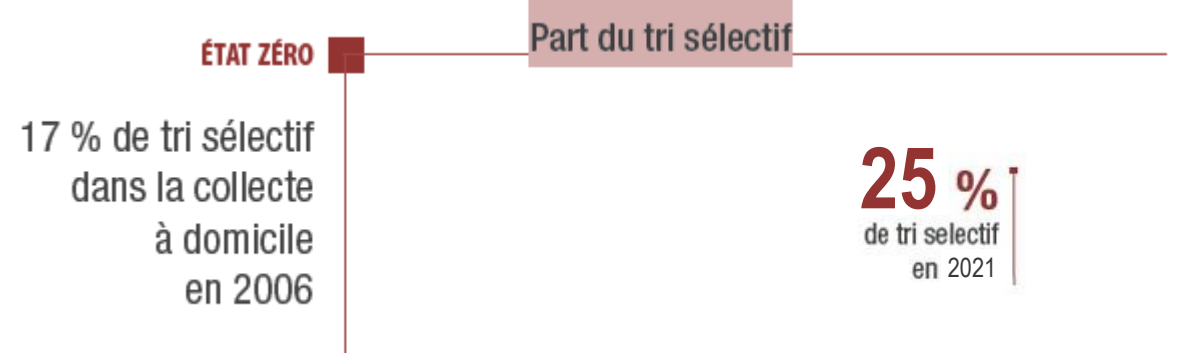 Part du tri sélectif
ÉTAT ZÉRO
17 % de tri sélectif
dans la collecte
à domicile
en 2006
25 %
de tri selectif
en 2021